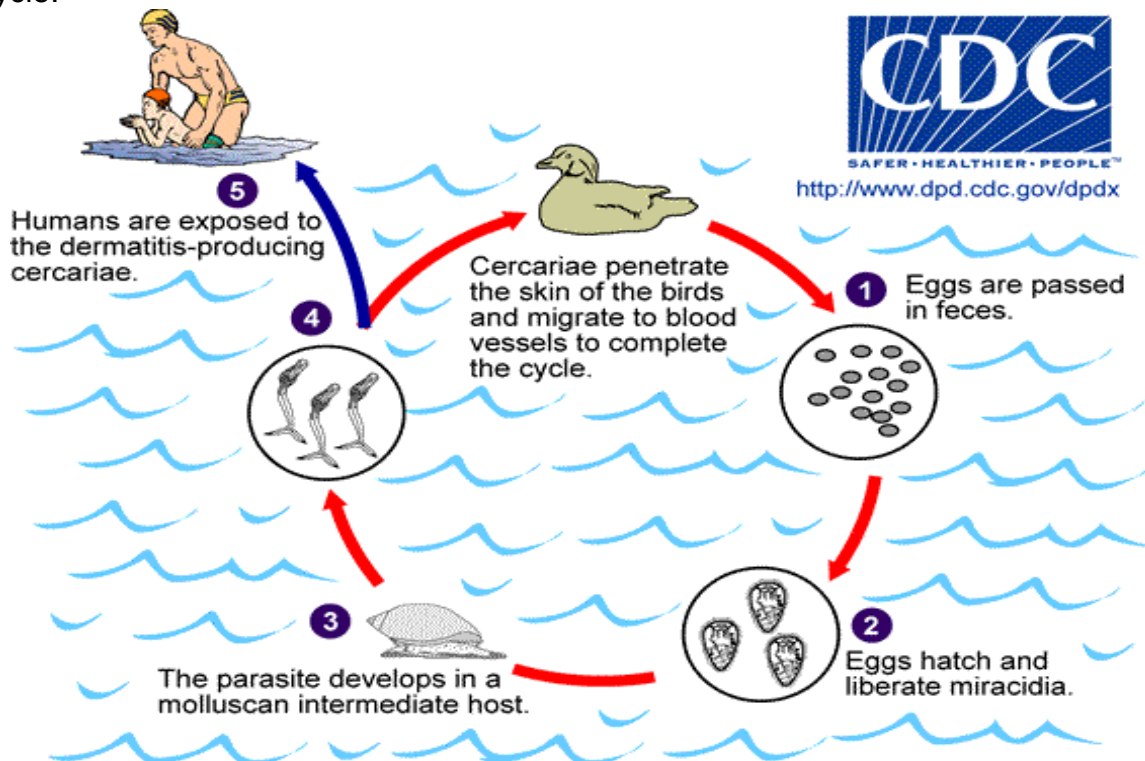 CDC
SAFER • HEALTHIER • PEOPLE™
http://www.dpd.cdc.gov/dpdx
5
Humans are exposed to
the dermatitis-producing
cercariae.
4
Cercariae penetrate
the skin of the birds
and migrate to blood
vessels to complete
the cycle.
1
Eggs are passed
in feces.
3
The parasite develops in a
molluscan intermediate host.
2
Eggs hatch and
liberate miracidia.